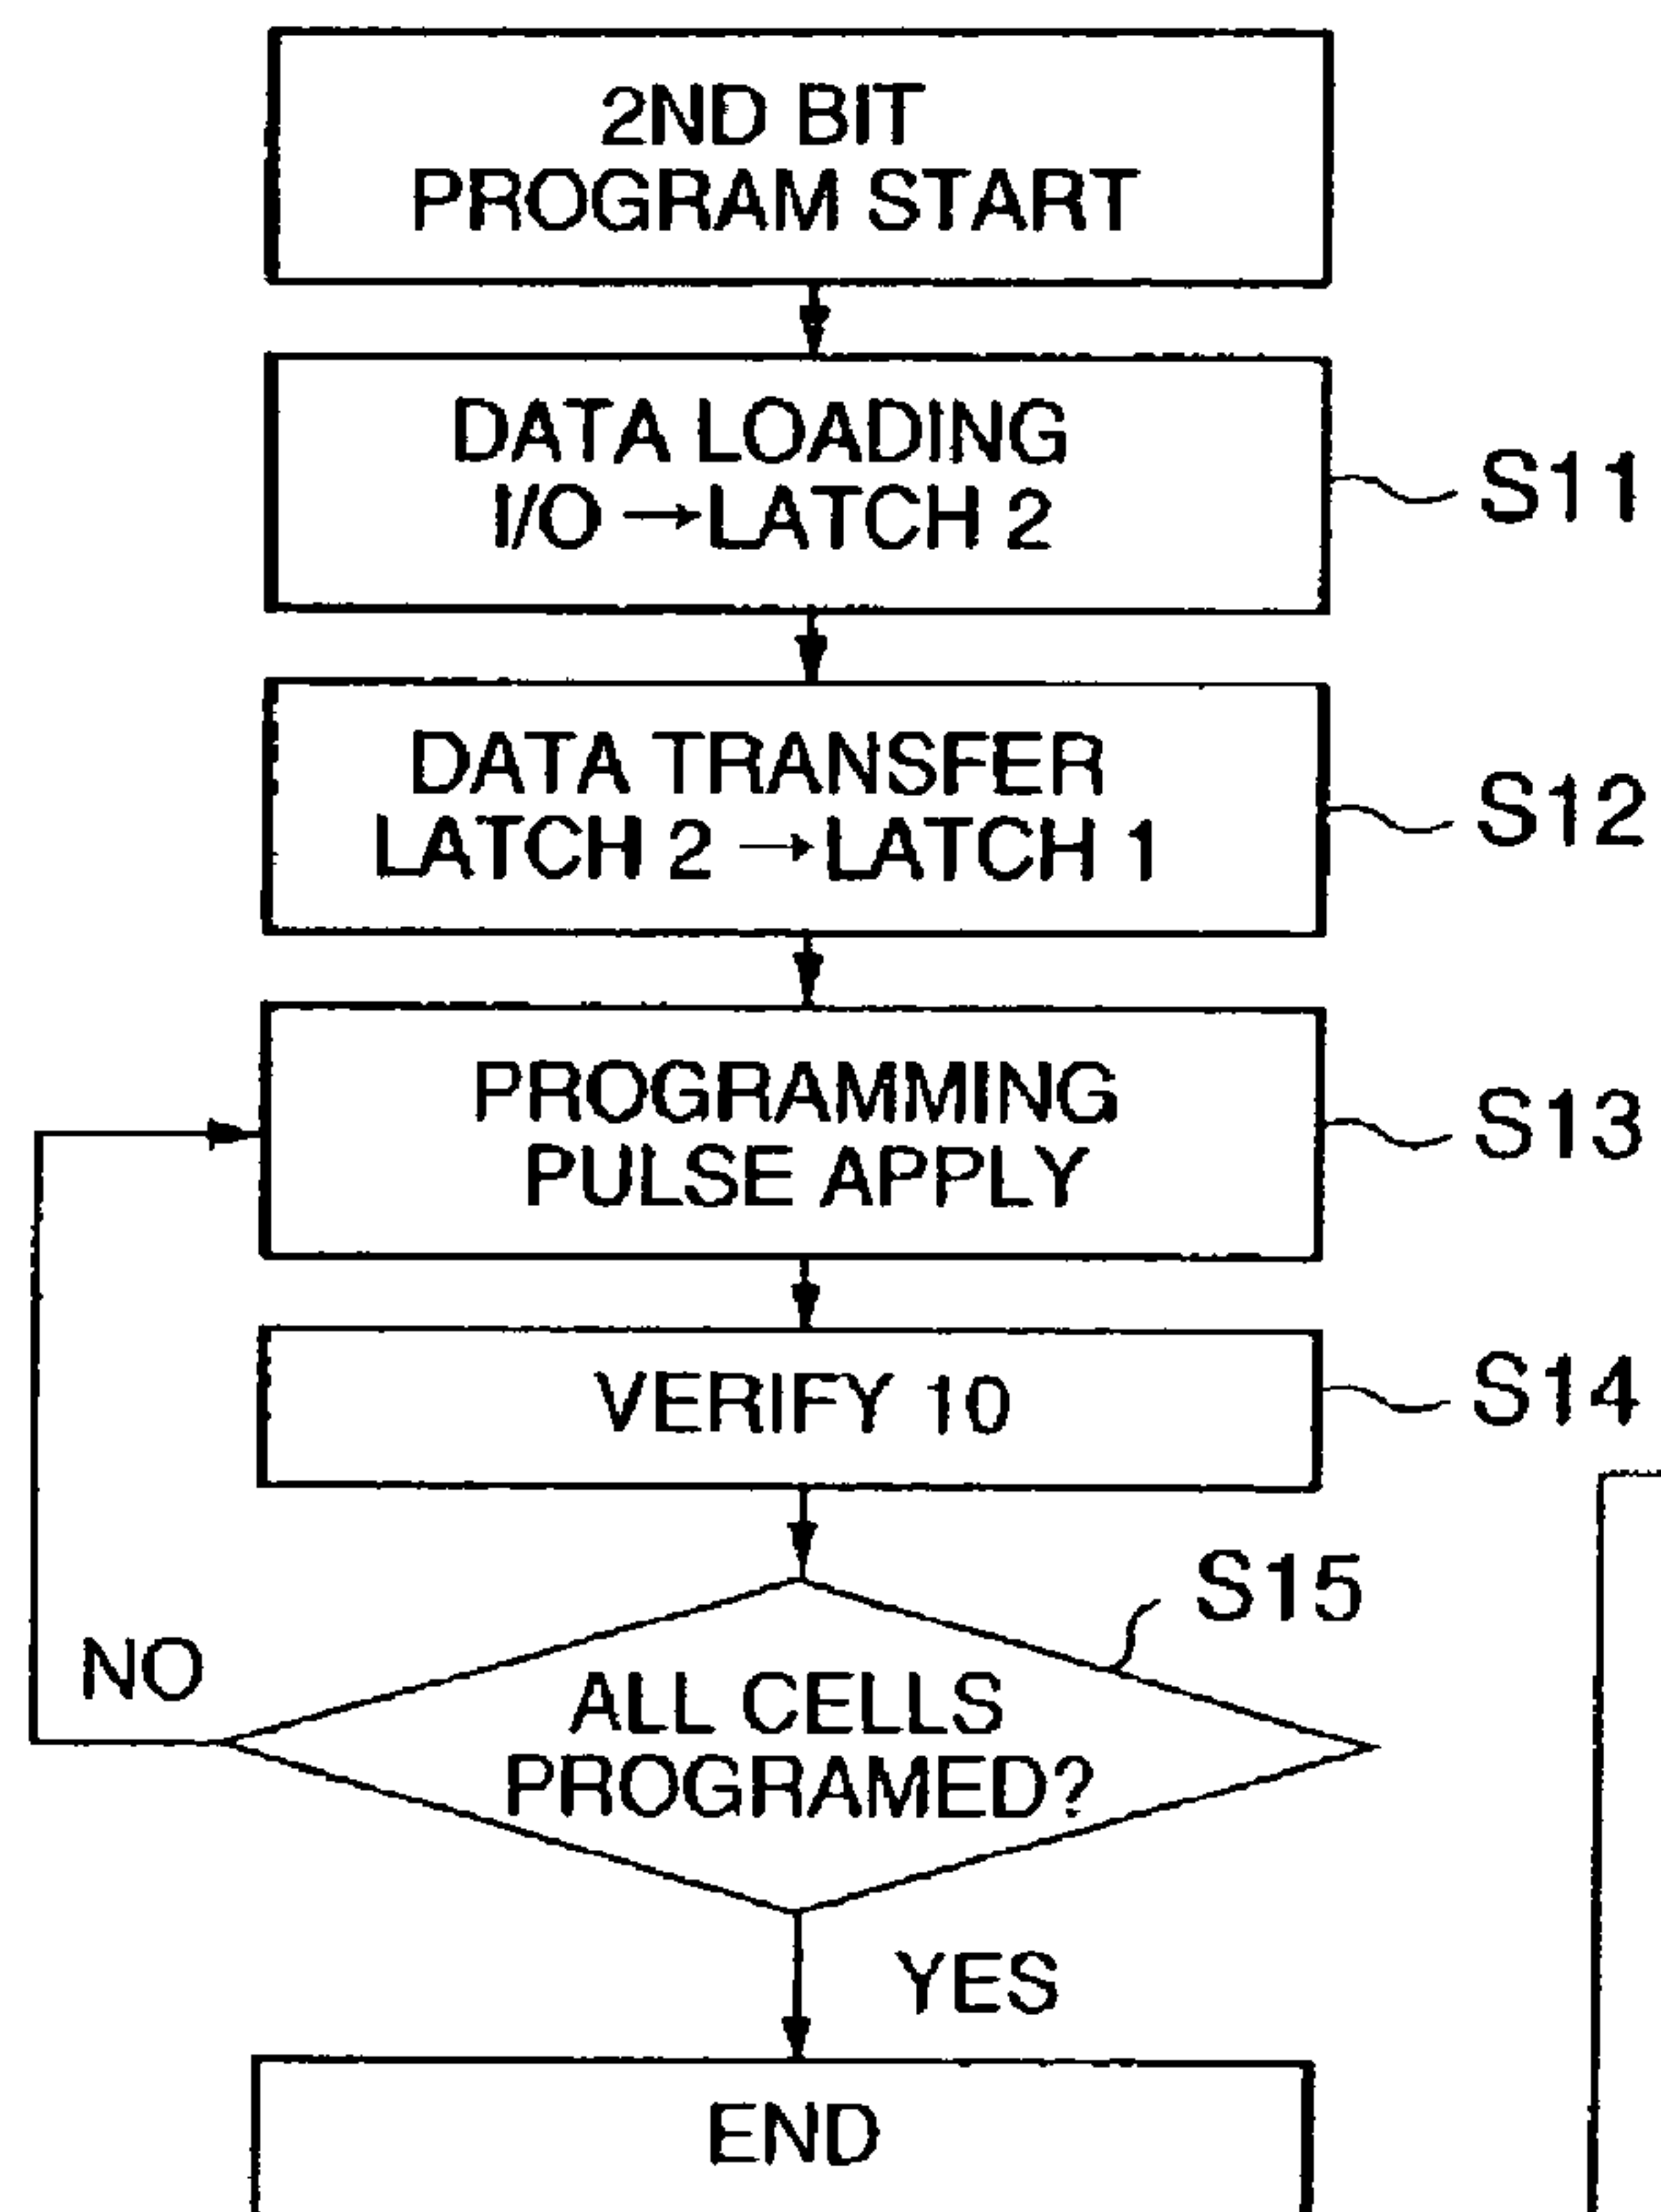 2ND BIT
PROGRAM START
DATA LOADING
I/O →LATCH 2
S11
DATA TRANSFER
LATCH 2 →LATCH 1
S12
PROGRAMMING
PULSE APPLY
S13
VERIFY 10
S14
S15
NO
ALL CELLS
PROGRAMED?
YES
END